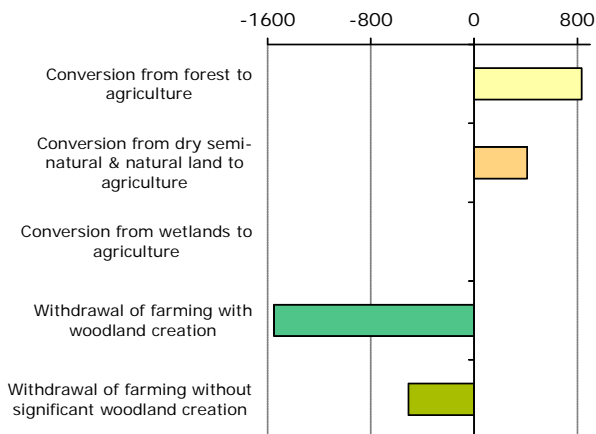 -1600 -800 0 800
Conversion from forest to
agriculture
Conversion from dry semi-
natural & natural land to
agriculture
Conversion from wetlands to
agriculture
Withdrawal of farming with
woodland creation
Withdrawal of farming without
significant woodland creation